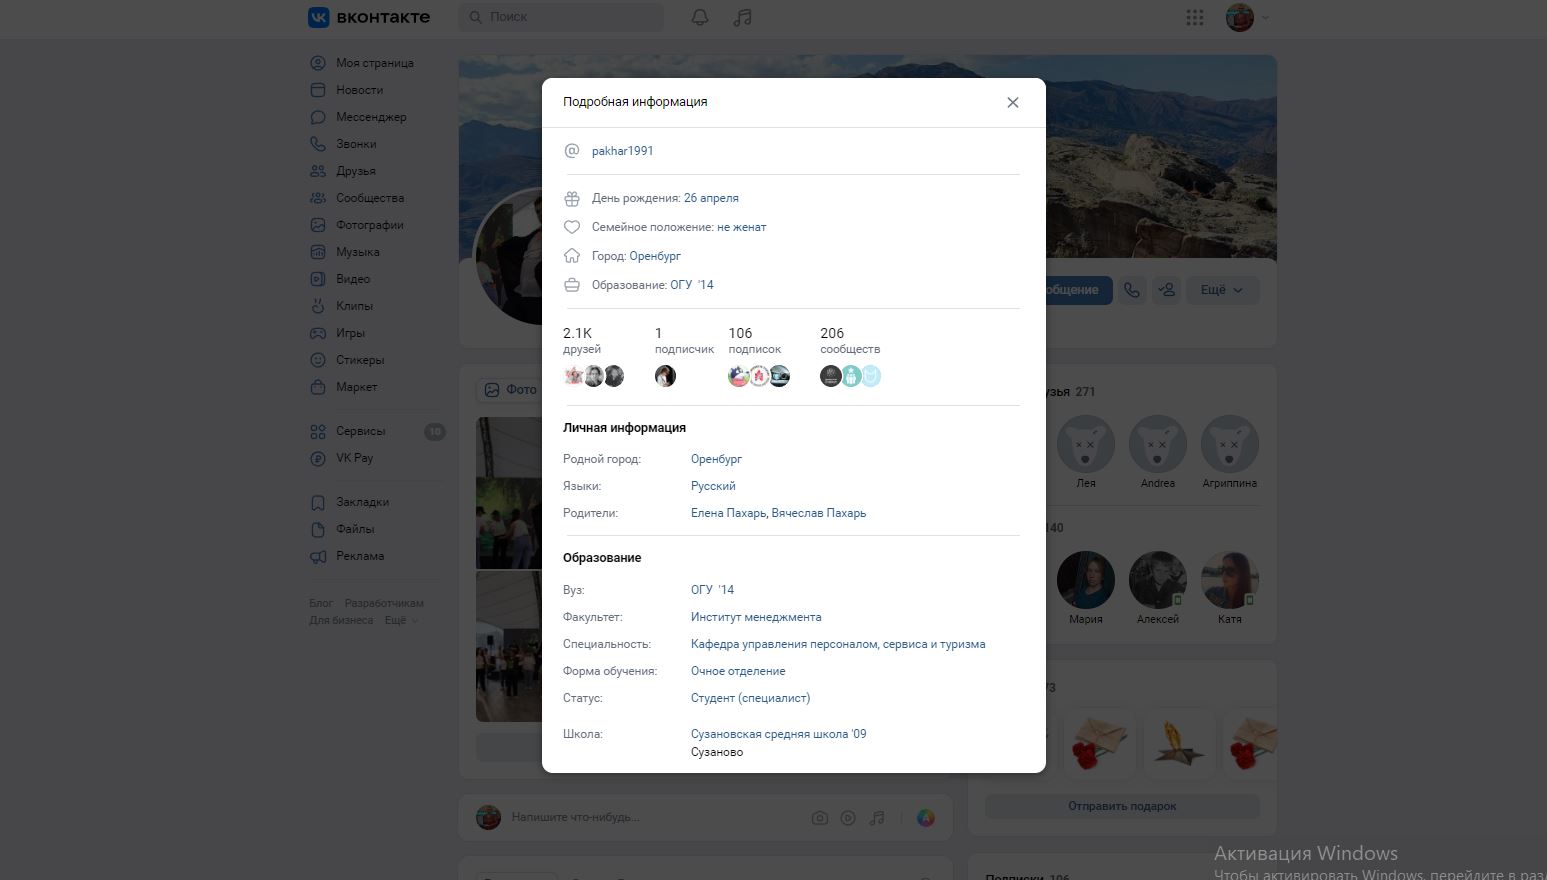 вконтакте
Поиск
Моя страница
Новости
Мессенджер
Звонки
Друзья
Сообщества
Фотографии
Музыка
Видео
Клипы
Игры
Стикеры
Маркет
Сервисы 10
VK Pay
Закладки
Файлы
Реклама
Блог Разработчикам
Для бизнеса Ещё
Фото
Подробная информация
pakhar1991
День рождения: 26 апреля
Семейное положение: не женат
Город: Оренбург
Образование: ОГУ '14
2.1K 1 106 206
друзей подписчик подписок сообществ
Личная информация
Родной город: Оренбург
Языки: Русский
Родители: Елена Пахарь, Вячеслав Пахарь
Образование
Вуз: ОГУ '14
Факультет: Институт менеджмента
Специальность: Кафедра управления персоналом, сервиса и туризма
Форма обучения: Очное отделение
Статус: Студент (специалист)
Школа: Сузановская средняя школа '09
Сузаново
Напишите что-нибудь...
общение Ещё
узья 271
Лея Andrea Агриппина
140
Мария Алексей Катя
73
Отправить подарок
Подписки 106
Активация Windows
Чтобы активировать Windows, перейдите в раз